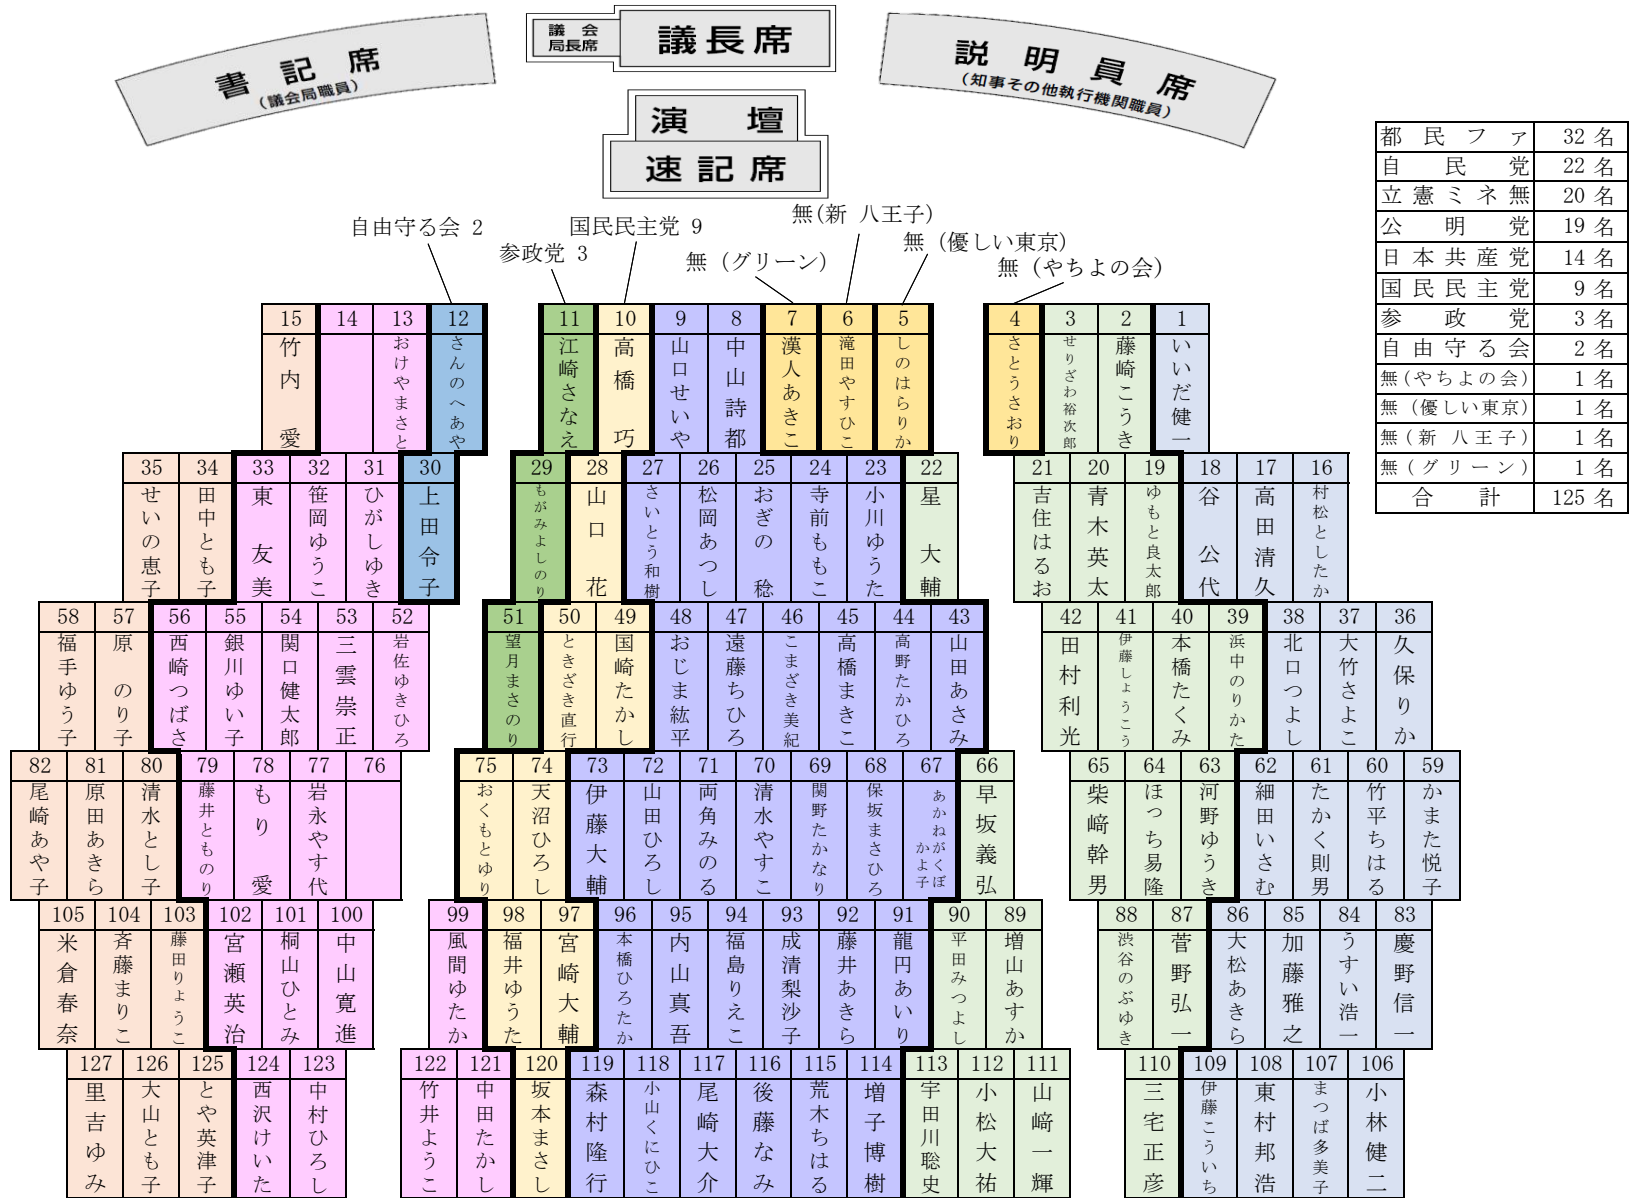 議会
局長席
議長席
書記席
(議会局職員)
説明員席
(知事その他執行機関職員)
演壇
速記席
都民ファ 32 名
自民党 22 名
立憲ミネ無 20 名
公明党 19 名
日本共産党 14 名
国民民主党 9 名
参政党 3 名
自由守る会 2 名
無(やちよの会) 1 名
無(優しい東京) 1 名
無(新 八王子) 1 名
無(グリーン) 1 名
合計 125 名
自由守る会 2
参政党 3
国民民主党 9
無(グリーン)
無(新 八王子)
無(優しい東京)
無(やちよの会)
15 竹内愛
14
13 おけやまさと
12 さんのへあや
11 江崎さなえ
10 高橋巧
9 山口せいや
8 中山詩都
7 漢人あきこ
6 滝田やすひこ
5 しのはらりか
4 さとうさおり
3 せりざわ裕次郎
2 藤崎こうき
1 いいだ健一
35 せいの恵子
34 田中とも子
33 東友美
32 笹岡ゆうこ
31 ひがしゆき
30 上田令子
29 もがみよしのり
28 山口花
27 さいとう和樹
26 松岡あつし
25 おぎの稔
24 寺前ももこ
23 小川ゆうた
22 星大輔
21 吉住はるお
20 青木英太
19 ゆもと良太郎
18 谷公代
17 高田清久
16 村松としたか
58 福手ゆう子
57 原のり子
56 西崎つばさ
55 銀川ゆい子
54 関口健太郎
53 三雲崇正
52 岩佐ゆきひろ
51 望月まさのり
50 ときざき直行
49 国崎たかし
48 おじま紘平
47 遠藤ちひろ
46 こまざき美紀
45 高橋まきこ
44 高野たかひろ
43 山田あさみ
42 田村利光
41 伊藤しょうこう
40 本橋たくみ
39 浜中のりかた
38 北口つよし
37 大竹さよこ
36 久保りか
82 尾崎あや子
81 原田あきら
80 清水とし子
79 藤井とものり
78 もり愛
77 岩永やす代
76
75 おくもとゆり
74 天沼ひろし
73 伊藤大輔
72 山田ひろし
71 両角みのる
70 清水やすこ
69 関野たかなり
68 保坂まさひろ
67 あかねがくぼかよ子
66 早坂義弘
65 柴﨑幹男
64 ほっち易隆
63 河野ゆうき
62 細田いさむ
61 たかく則男
60 竹平ちはる
59 かまた悦子
105 米倉春奈
104 斉藤まりこ
103 藤田りょうこ
102 宮瀬英治
101 桐山ひとみ
100 中山寛進
99 風間ゆたか
98 福井ゆうた
97 宮崎大輔
96 本橋ひろたか
95 内山真吾
94 福島りえこ
93 成清梨沙子
92 藤井あきら
91 龍円あいり
90 平田みつよし
89 増山あすか
88 渋谷のぶゆき
87 菅野弘一
86 大松あきら
85 加藤雅之
84 うすい浩一
83 慶野信一
127 里吉ゆみ
126 大山とも子
125 とや英津子
124 西沢けいた
123 中村ひろし
122 竹井ようこ
121 中田たかし
120 坂本まさし
119 森村隆行
118 小山くにひこ
117 尾崎大介
116 後藤なみ
115 荒木ちはる
114 増子博樹
113 宇田川聡史
112 小松大祐
111 山﨑一輝
110 三宅正彦
109 伊藤こういち
108 東村邦浩
107 まつば多美子
106 小林健二